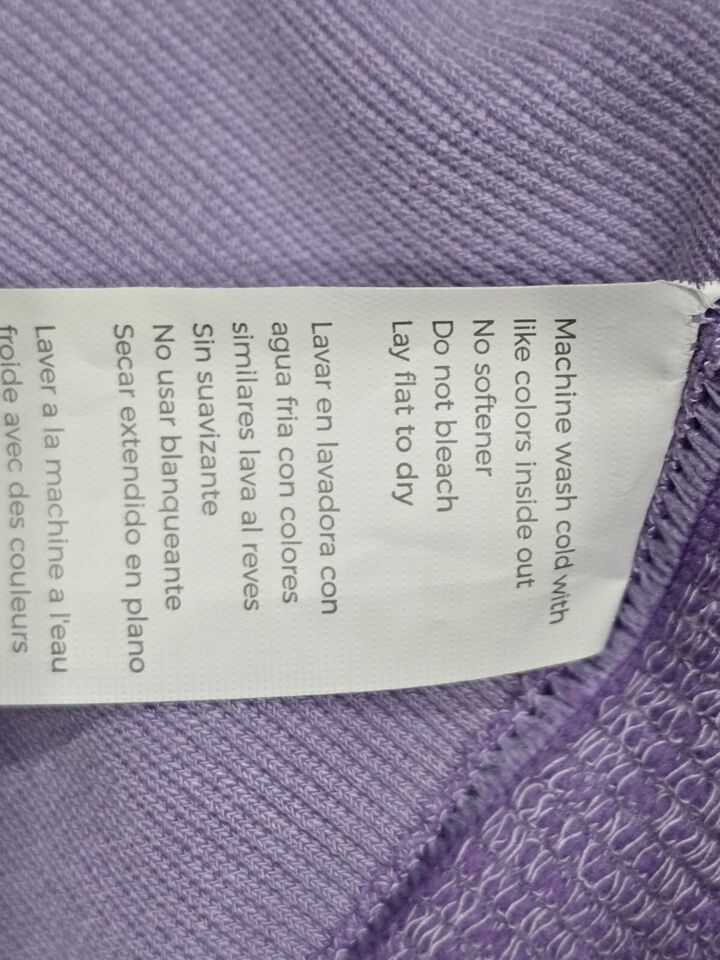 Machine wash cold with
like colors inside out
No softener
Do not bleach
Lay flat to dry
Lavar en lavadora con
agua fria con colores
similares lava al reves
Sin suavizante
No usar blanqueante
Secar extendido en plano
Laver a la machine a l'eau
froide avec des couleurs